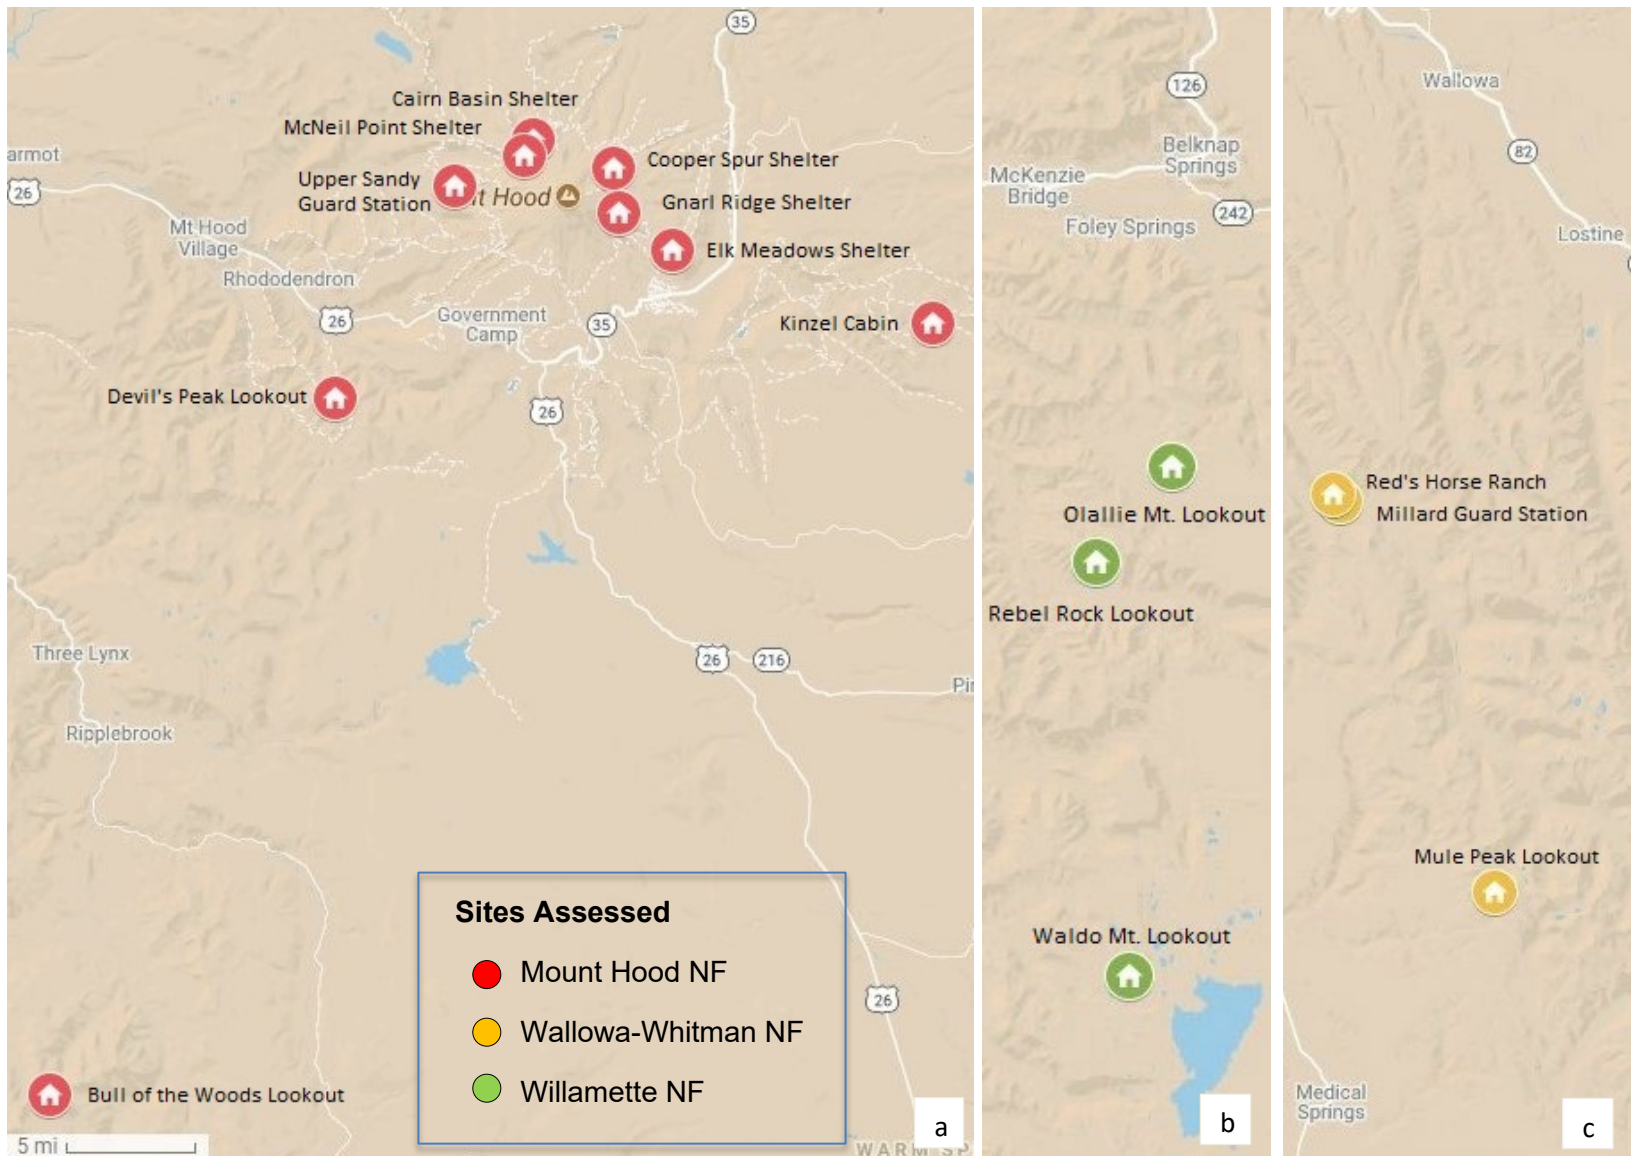 35
Cairn Basin Shelter
McNeil Point Shelter
armot
26
Upper Sandy
Guard Station
t Hood
Cooper Spur Shelter
Gnarl Ridge Shelter
Elk Meadows Shelter
Mt Hood
Village
Rhododendron
26
Government
Camp
35
Kinzel Cabin
Devil's Peak Lookout
26
Three Lynx
26
216
Pin
Ripplebrook
Sites Assessed
Mount Hood NF
Wallowa-Whitman NF
Willamette NF
26
Bull of the Woods Lookout
5 mi
WARM SP
a
126
Belknap
Springs
McKenzie
Bridge
242
Foley Springs
Olallie Mt. Lookout
Rebel Rock Lookout
Waldo Mt. Lookout
b
Wallowa
82
Lostine
Red's Horse Ranch
Millard Guard Station
Mule Peak Lookout
Medical
Springs
c